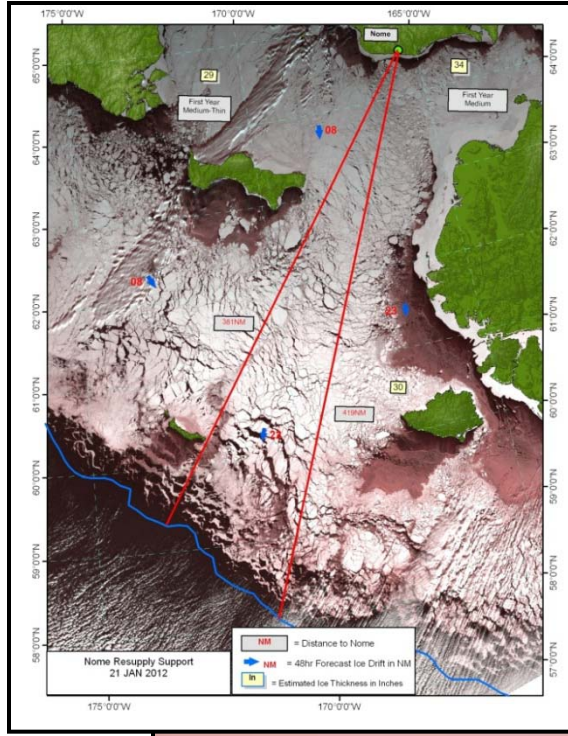 175°0'0"W
170°0'0"W
165°0'0"W
Nome
65°0'0"N
64°0'0"N
63°0'0"N
62°0'0"N
61°0'0"N
60°0'0"N
59°0'0"N
58°0'0"N
64°0'0"N
63°0'0"N
62°0'0"N
61°0'0"N
60°0'0"N
59°0'0"N
58°0'0"N
57°0'0"N
29
34
First Year
Medium-Thin
First Year
Medium
08
08
23
381NM
30
419NM
Nome Resupply Support
21 JAN 2012
NM = Distance to Nome
NM = 48hr Forecast Ice Drift in NM
In = Estimated Ice Thickness in Inches
175°0'0"W
170°0'0"W